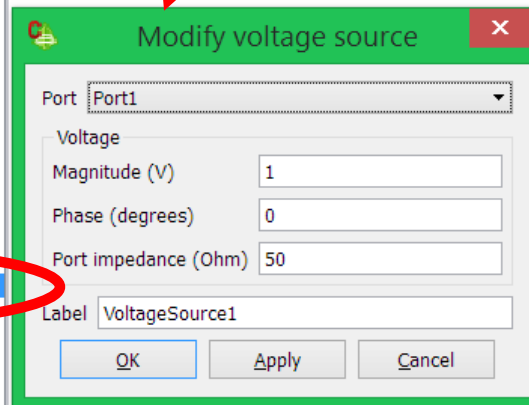 Modify voltage source
Port Port1
Voltage
Magnitude (V) 1
Phase (degrees) 0
Port impedance (Ohm) 50
Label VoltageSource1
OK Apply Cancel